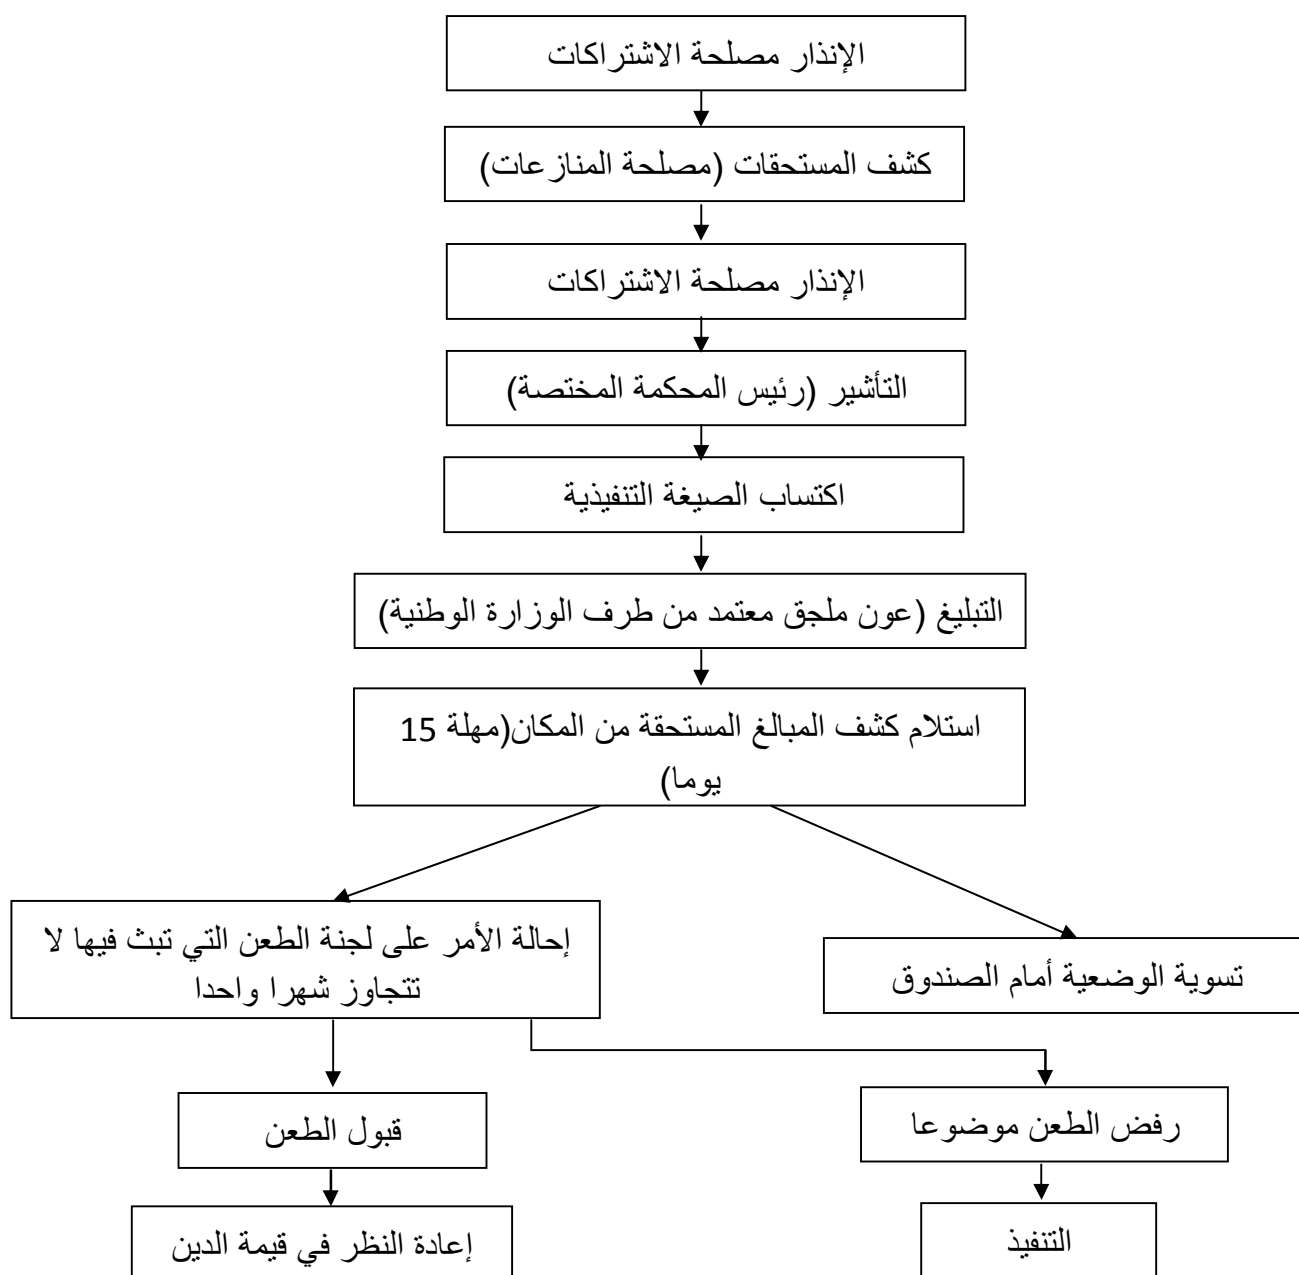 الإنذار مصلحة الاشتراكات
كشف المستحقات (مصلحة المنازعات)
الإنذار مصلحة الاشتراكات
التأشير (رئيس المحكمة المختصة)
اكتساب الصيغة التنفيذية
التبليغ (عون ملجق معتمد من طرف الوزارة الوطنية)
استلام كشف المبالغ المستحقة من المكان(مهلة 15
يوما)
إحالة الأمر على لجنة الطعن التي تبث فيها لا
تتجاوز شهرا واحدا
تسوية الوضعية أمام الصندوق
قبول الطعن
رفض الطعن موضوعا
إعادة النظر في قيمة الدين
التنفيذ